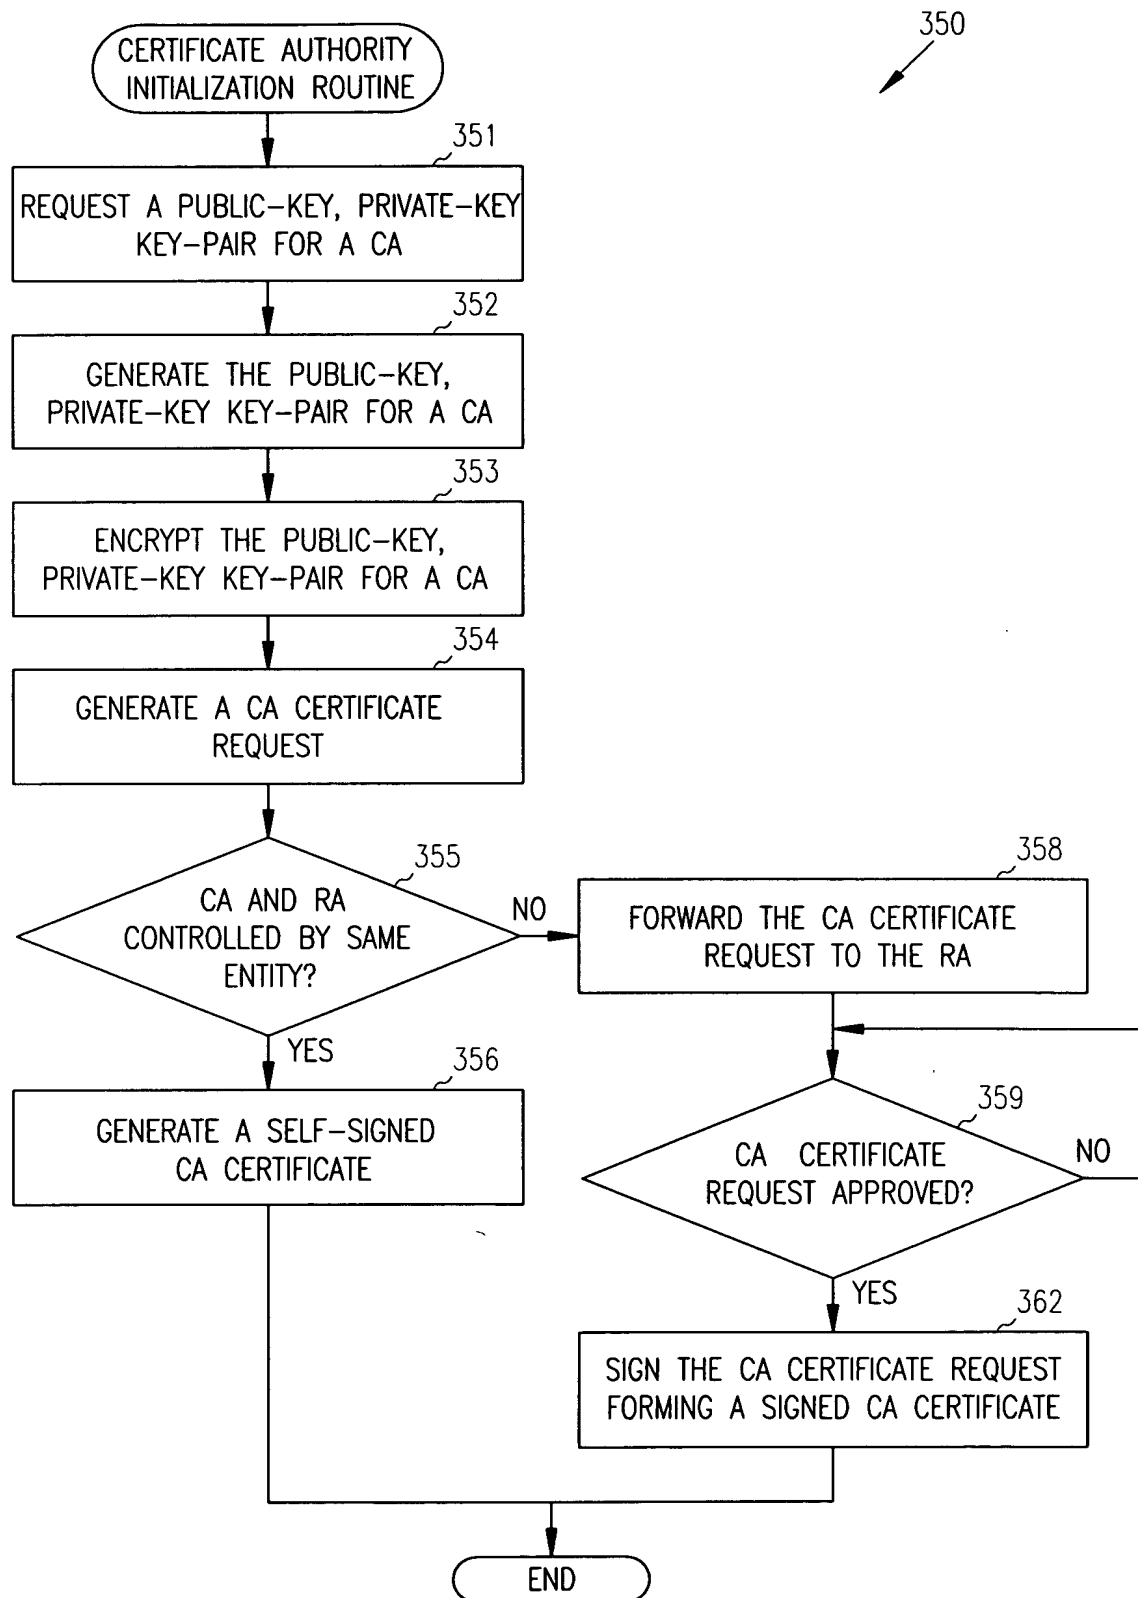 350
CERTIFICATE AUTHORITY
INITIALIZATION ROUTINE
351
REQUEST A PUBLIC-KEY, PRIVATE-KEY
KEY-PAIR FOR A CA
352
GENERATE THE PUBLIC-KEY,
PRIVATE-KEY KEY-PAIR FOR A CA
353
ENCRYPT THE PUBLIC-KEY,
PRIVATE-KEY KEY-PAIR FOR A CA
354
GENERATE A CA CERTIFICATE
REQUEST
355
CA AND RA
CONTROLLED BY SAME
ENTITY?
NO
YES
356
GENERATE A SELF-SIGNED
CA CERTIFICATE
358
FORWARD THE CA CERTIFICATE
REQUEST TO THE RA
359
CA CERTIFICATE
REQUEST APPROVED?
NO
YES
362
SIGN THE CA CERTIFICATE REQUEST
FORMING A SIGNED CA CERTIFICATE
END